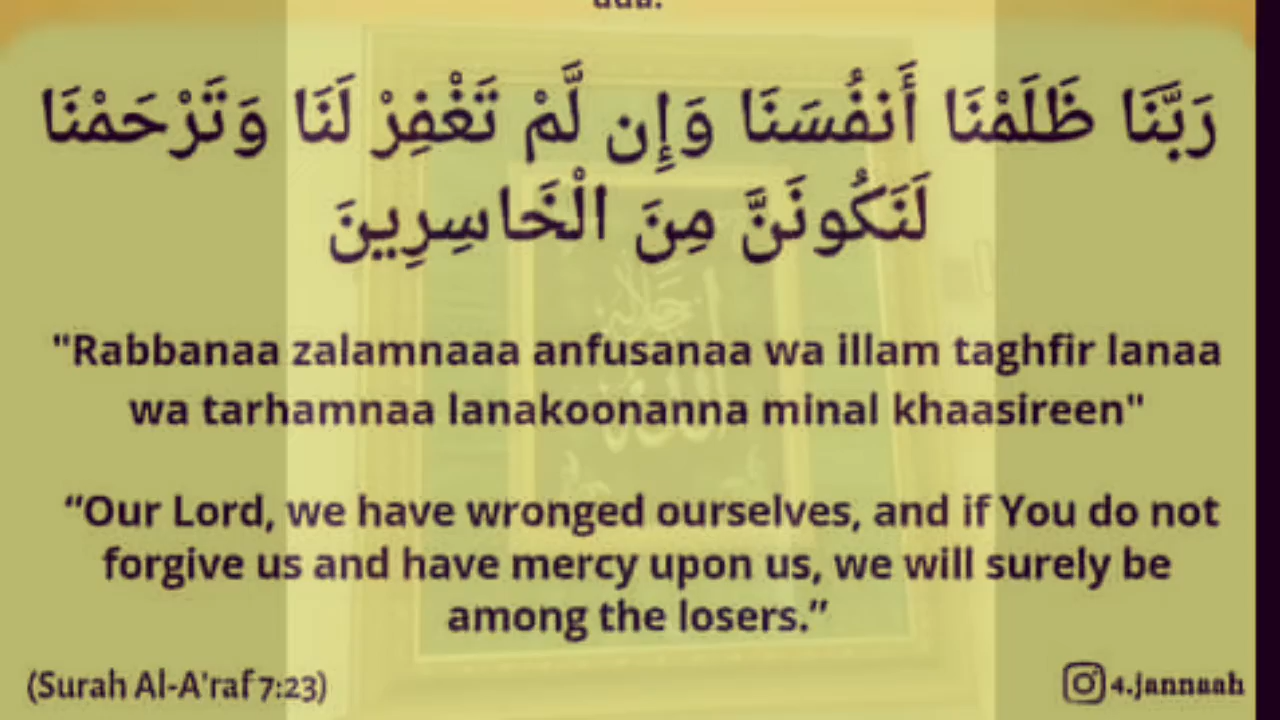 رَبَّنَا ظَلَمْنَا أَنفُسَنَا وَإِن لَّمْ تَغْفِرْ لَنَا وَتَرْحَمْنَا
لَنَكُونَنَّ مِنَ الْخَاسِرِينَ
"Rabbanaa zalamnaaa anfusanaa wa illam taghfir lanaa
wa tarhamnaa lanakoonanna minal khaasireen"
“Our Lord, we have wronged ourselves, and if You do not
forgive us and have mercy upon us, we will surely be
among the losers.”
(Surah Al-A'raf 7:23)
4.jannaah